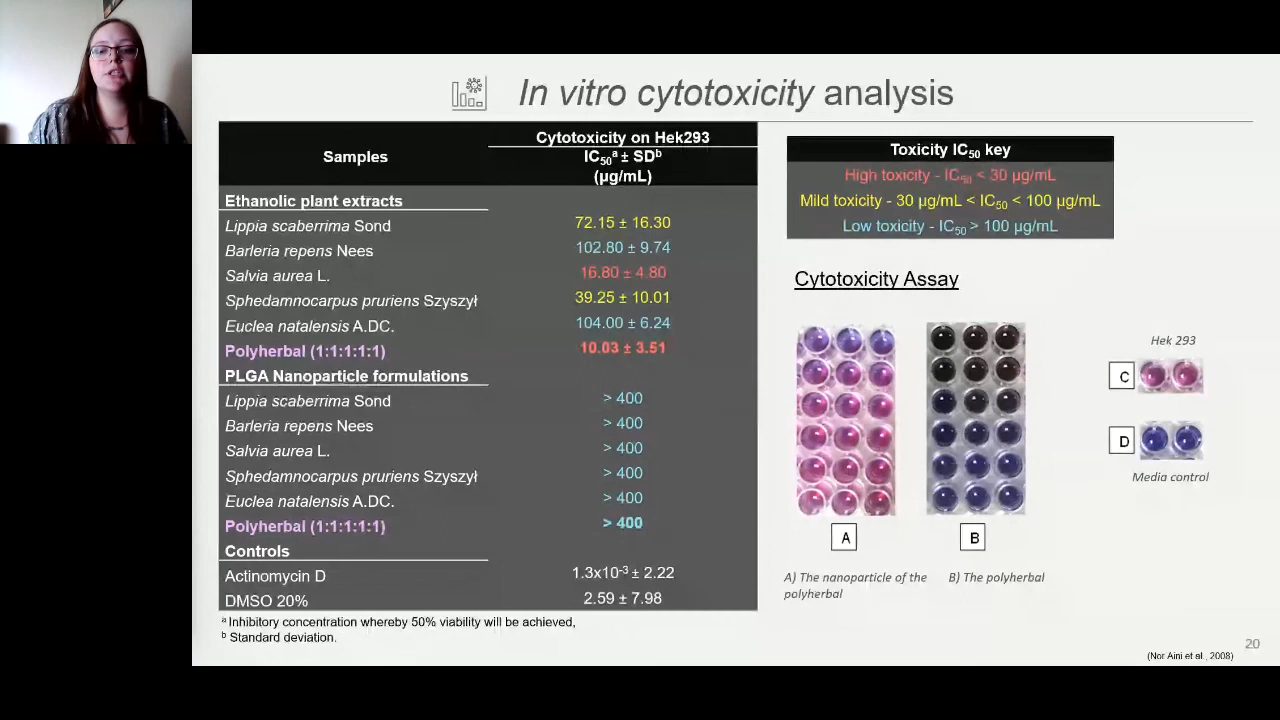 In vitro cytotoxicity analysis
Samples
Cytotoxicity on Hek293
IC50a ± SDb
(µg/mL)
Ethanolic plant extracts
Lippia scaberrima Sond 72.15 ± 16.30
Barleria repens Nees 102.80 ± 9.74
Salvia aurea L. 16.80 ± 4.80
Sphedamnocarpus pruriens Szyszył 39.25 ± 10.01
Euclea natalensis A.DC. 104.00 ± 6.24
Polyherbal (1:1:1:1:1) 10.03 ± 3.51
PLGA Nanoparticle formulations
Lippia scaberrima Sond > 400
Barleria repens Nees > 400
Salvia aurea L. > 400
Sphedamnocarpus pruriens Szyszył > 400
Euclea natalensis A.DC. > 400
Polyherbal (1:1:1:1:1) > 400
Controls
Actinomycin D 1.3x10-3 ± 2.22
DMSO 20% 2.59 ± 7.98
a Inhibitory concentration whereby 50% viability will be achieved,
b Standard deviation.
Toxicity IC50 key
High toxicity - IC50 < 30 µg/mL
Mild toxicity - 30 µg/mL < IC50 < 100 µg/mL
Low toxicity - IC50 > 100 µg/mL
Cytotoxicity Assay
Hek 293
C
D
Media control
A
B
A) The nanoparticle of the
polyherbal
B) The polyherbal
20
(Nor Aini et al., 2008)